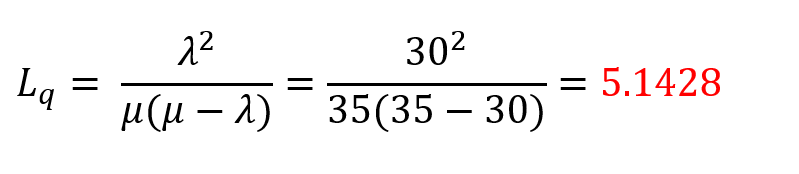 L_q = λ² / μ(μ − λ) = 30² / 35(35 − 30) = 5.1428